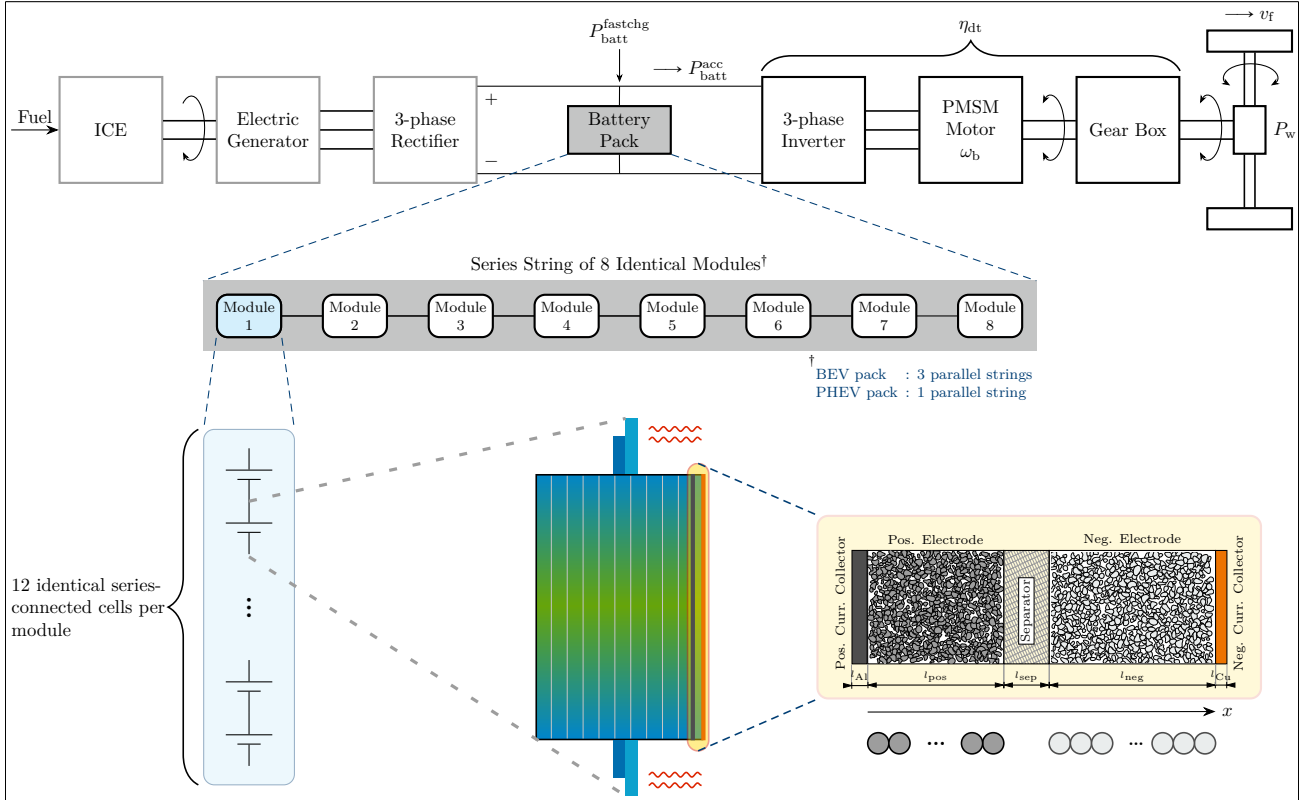 P_batt^fastchg
→ P_batt^acc
η_dt
→ v_f
Fuel
ICE
Electric
Generator
3-phase
Rectifier
+
−
Battery
Pack
3-phase
Inverter
PMSM
Motor
ω_b
Gear Box
P_w
Series String of 8 Identical Modules†
Module
1
Module
2
Module
3
Module
4
Module
5
Module
6
Module
7
Module
8
†
BEV pack : 3 parallel strings
PHEV pack : 1 parallel string
12 identical series-
connected cells per
module
Pos. Electrode
Neg. Electrode
Pos. Curr. Collector
Separator
Neg. Curr. Collector
l_Al
l_pos
l_sep
l_neg
l_Cu
x